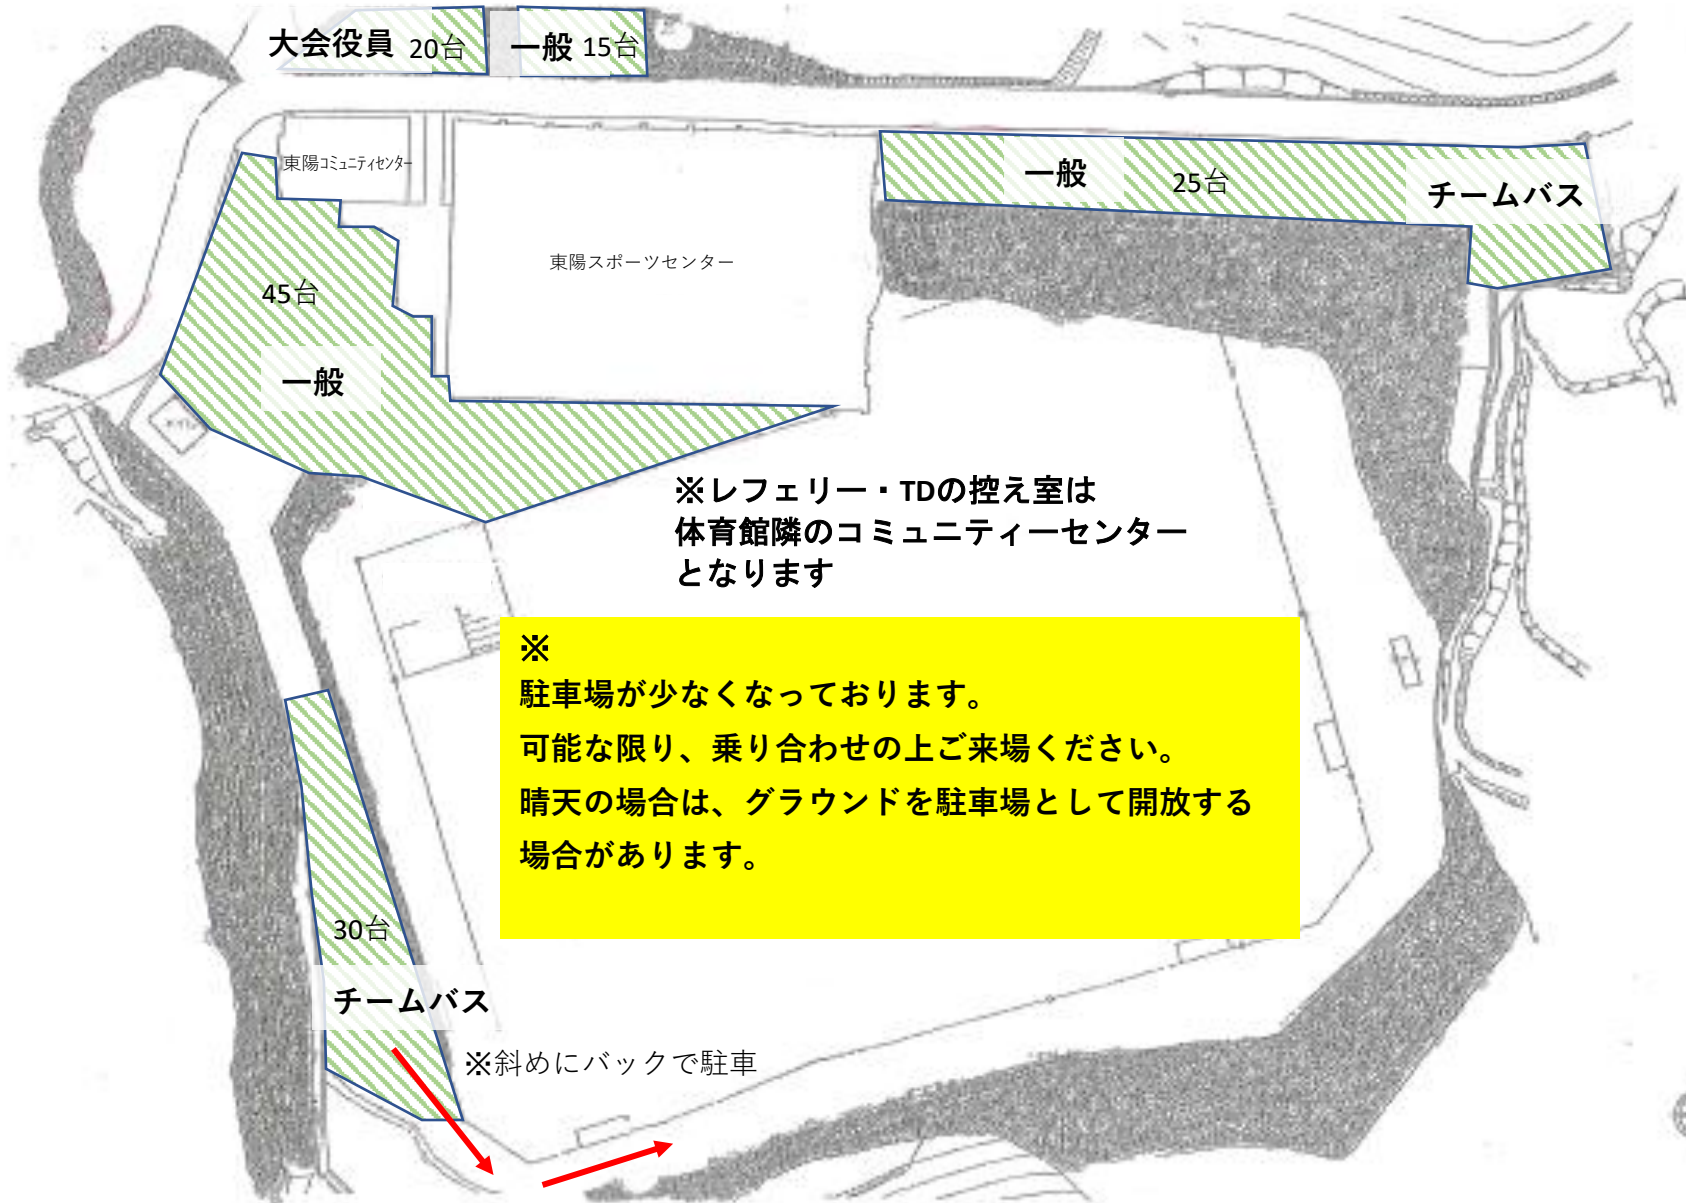 大会役員 20台
一般 15台
東陽コミュニティセンター
一般 25台
チームバス
東陽スポーツセンター
45台
一般
※レフェリー・TDの控え室は
体育館隣のコミュニティーセンター
となります
※
駐車場が少なくなっております。
可能な限り、乗り合わせの上ご来場ください。
晴天の場合は、グラウンドを駐車場として開放する
場合があります。
30台
チームバス
※斜めにバックで駐車